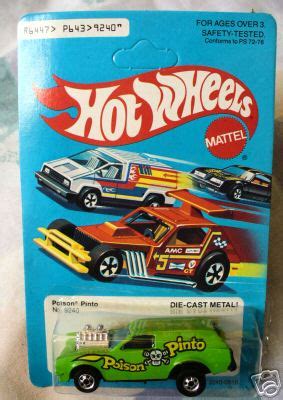 R6447> P643>9240"
FOR AGES OVER 3.
SAFETY-TESTED.
Conforms to PS 72-76
Hot Wheels
MATTEL
AMC
5
GT
Poison® Pinto
No. 9240
DIE-CAST METAL!
Poison Pinto